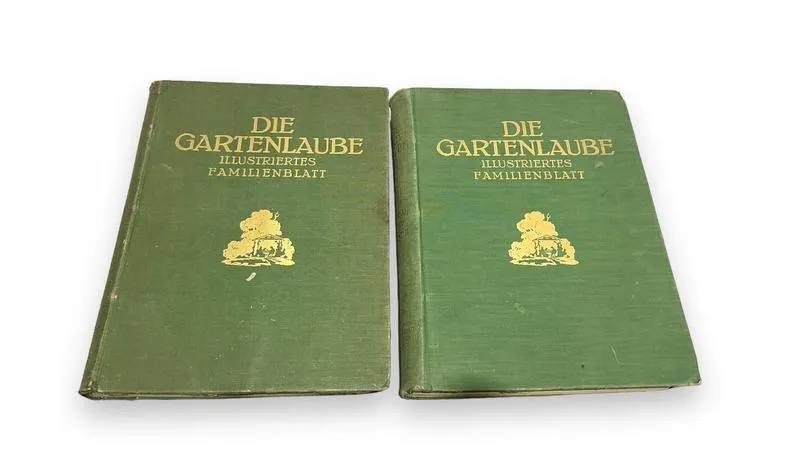 DIE
GARTENLAUBE
ILLUSTRIERTES
FAMILIENBLATT
DIE
GARTENLAUBE
ILLUSTRIERTES
FAMILIENBLATT